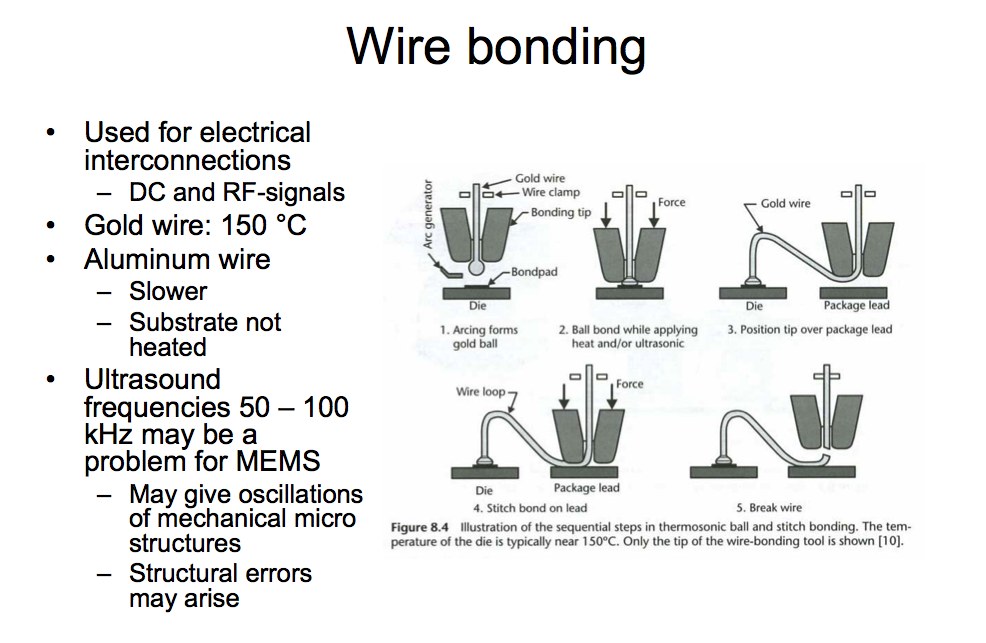 Wire bonding
• Used for electrical
interconnections
– DC and RF-signals
• Gold wire: 150 °C
• Aluminum wire
– Slower
– Substrate not
heated
• Ultrasound
frequencies 50 – 100
kHz may be a
problem for MEMS
– May give oscillations
of mechanical micro
structures
– Structural errors
may arise
Arc generator
Gold wire
Wire clamp
Bonding tip
Bondpad
Die
1. Arcing forms
gold ball
Force
2. Ball bond while applying
heat and/or ultrasonic
Gold wire
Die
Package lead
3. Position tip over package lead
Wire loop
Force
Die
Package lead
4. Stitch bond on lead
5. Break wire
Figure 8.4 Illustration of the sequential steps in thermosonic ball and stitch bonding. The tem-
perature of the die is typically near 150°C. Only the tip of the wire-bonding tool is shown [10].